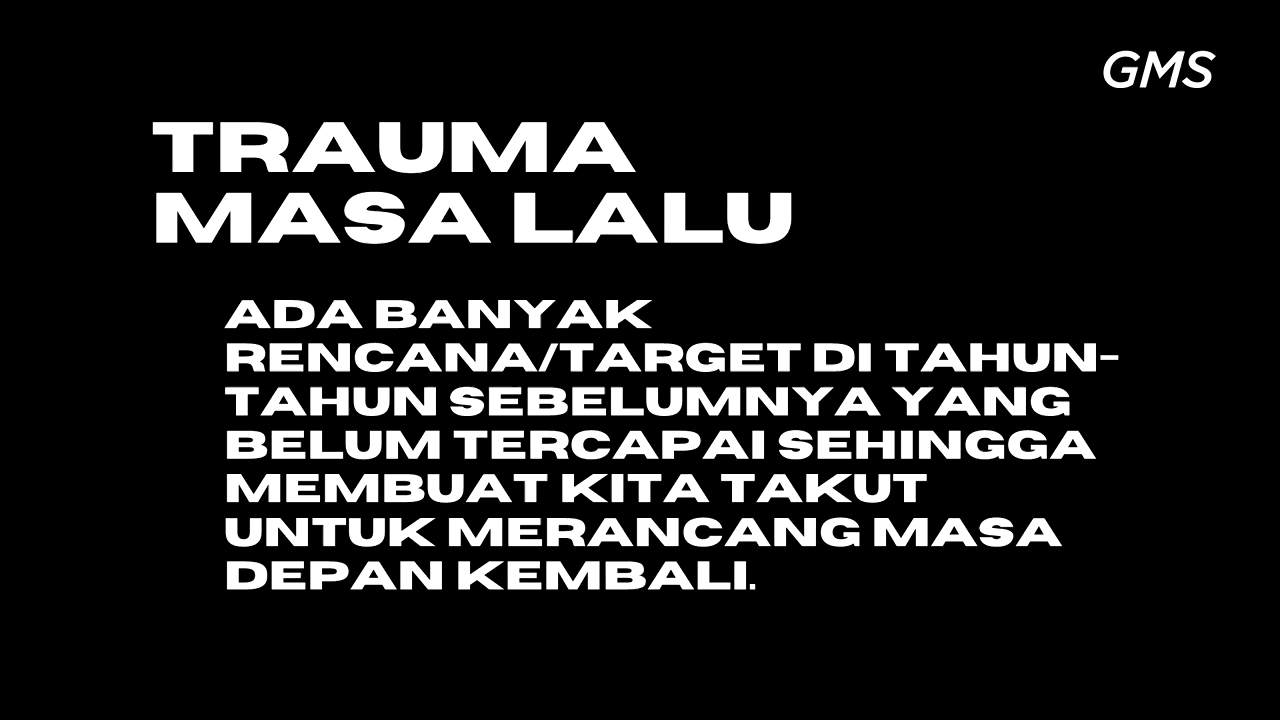 GMS
TRAUMA
MASA LALU
ADA BANYAK
RENCANA/TARGET DI TAHUN-
TAHUN SEBELUMNYA YANG
BELUM TERCAPAI SEHINGGA
MEMBUAT KITA TAKUT
UNTUK MERANCANG MASA
DEPAN KEMBALI.